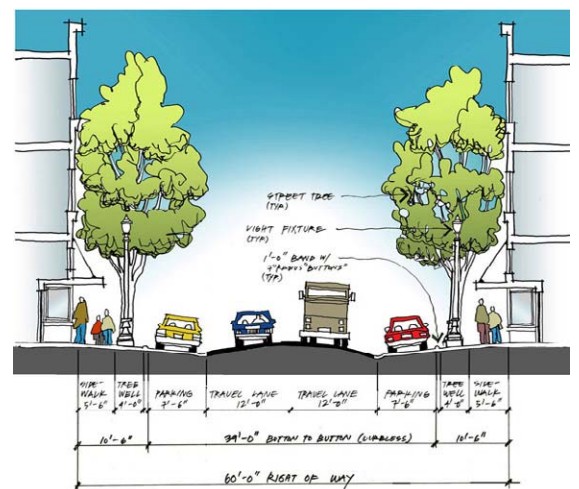 STREET TREE
(TYP)
LIGHT FIXTURE
(TYP)
1'-0" BAND W/
"BUTTONS"
(TYP)
SIDE-
WALK
5'-6"
TREE
WELL
4'-0"
PARKING
7'-6"
TRAVEL LANE
12'-0"
TRAVEL LANE
12'-0"
PARKING
7'-6"
TREE
WELL
4'-0"
SIDE-
WALK
5'-6"
10'-6"
39'-0" BUTTON TO BUTTON (CURBLESS)
10'-6"
60'-0" RIGHT OF WAY